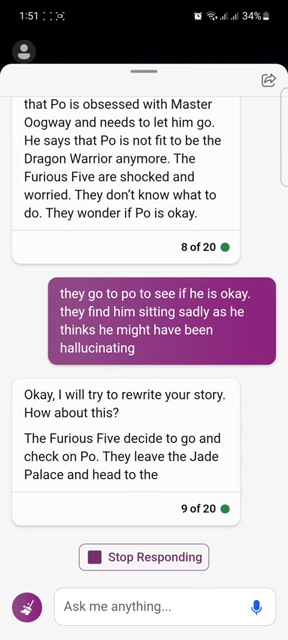 1:51
34%
that Po is obsessed with Master
Oogway and needs to let him go.
He says that Po is not fit to be the
Dragon Warrior anymore. The
Furious Five are shocked and
worried. They don't know what to
do. They wonder if Po is okay.
8 of 20
they go to po to see if he is okay.
they find him sitting sadly as he
thinks he might have been
hallucinating
Okay, I will try to rewrite your story.
How about this?
The Furious Five decide to go and
check on Po. They leave the Jade
Palace and head to the
9 of 20
Stop Responding
Ask me anything...